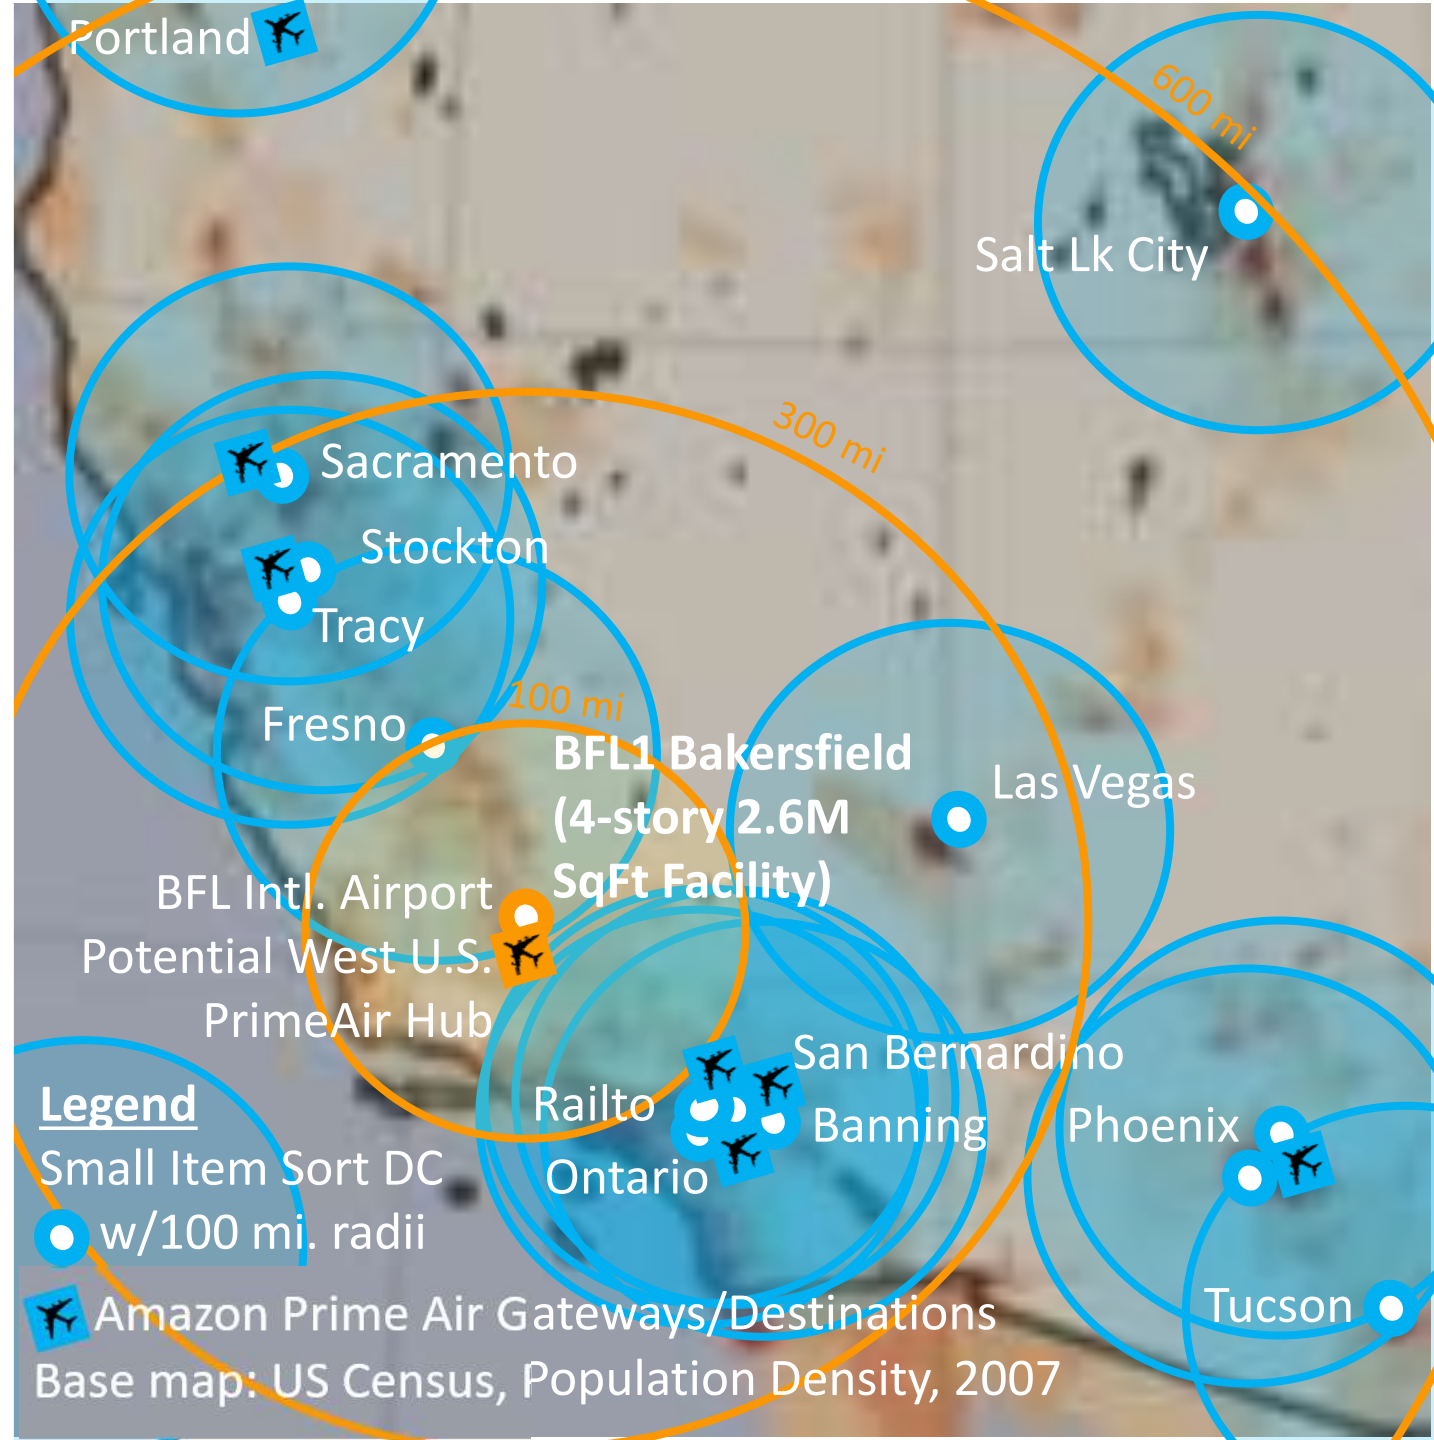 Portland
600 mi
Salt Lk City
300 mi
Sacramento
Stockton
Tracy
100 mi
Fresno
BFL1 Bakersfield
(4-story 2.6M
SqFt Facility)
Las Vegas
BFL Intl. Airport
Potential West U.S.
PrimeAir Hub
San Bernardino
Railto
Banning
Phoenix
Ontario
Tucson
Legend
Small Item Sort DC
w/100 mi. radii
Amazon Prime Air Gateways/Destinations
Base map: US Census, Population Density, 2007